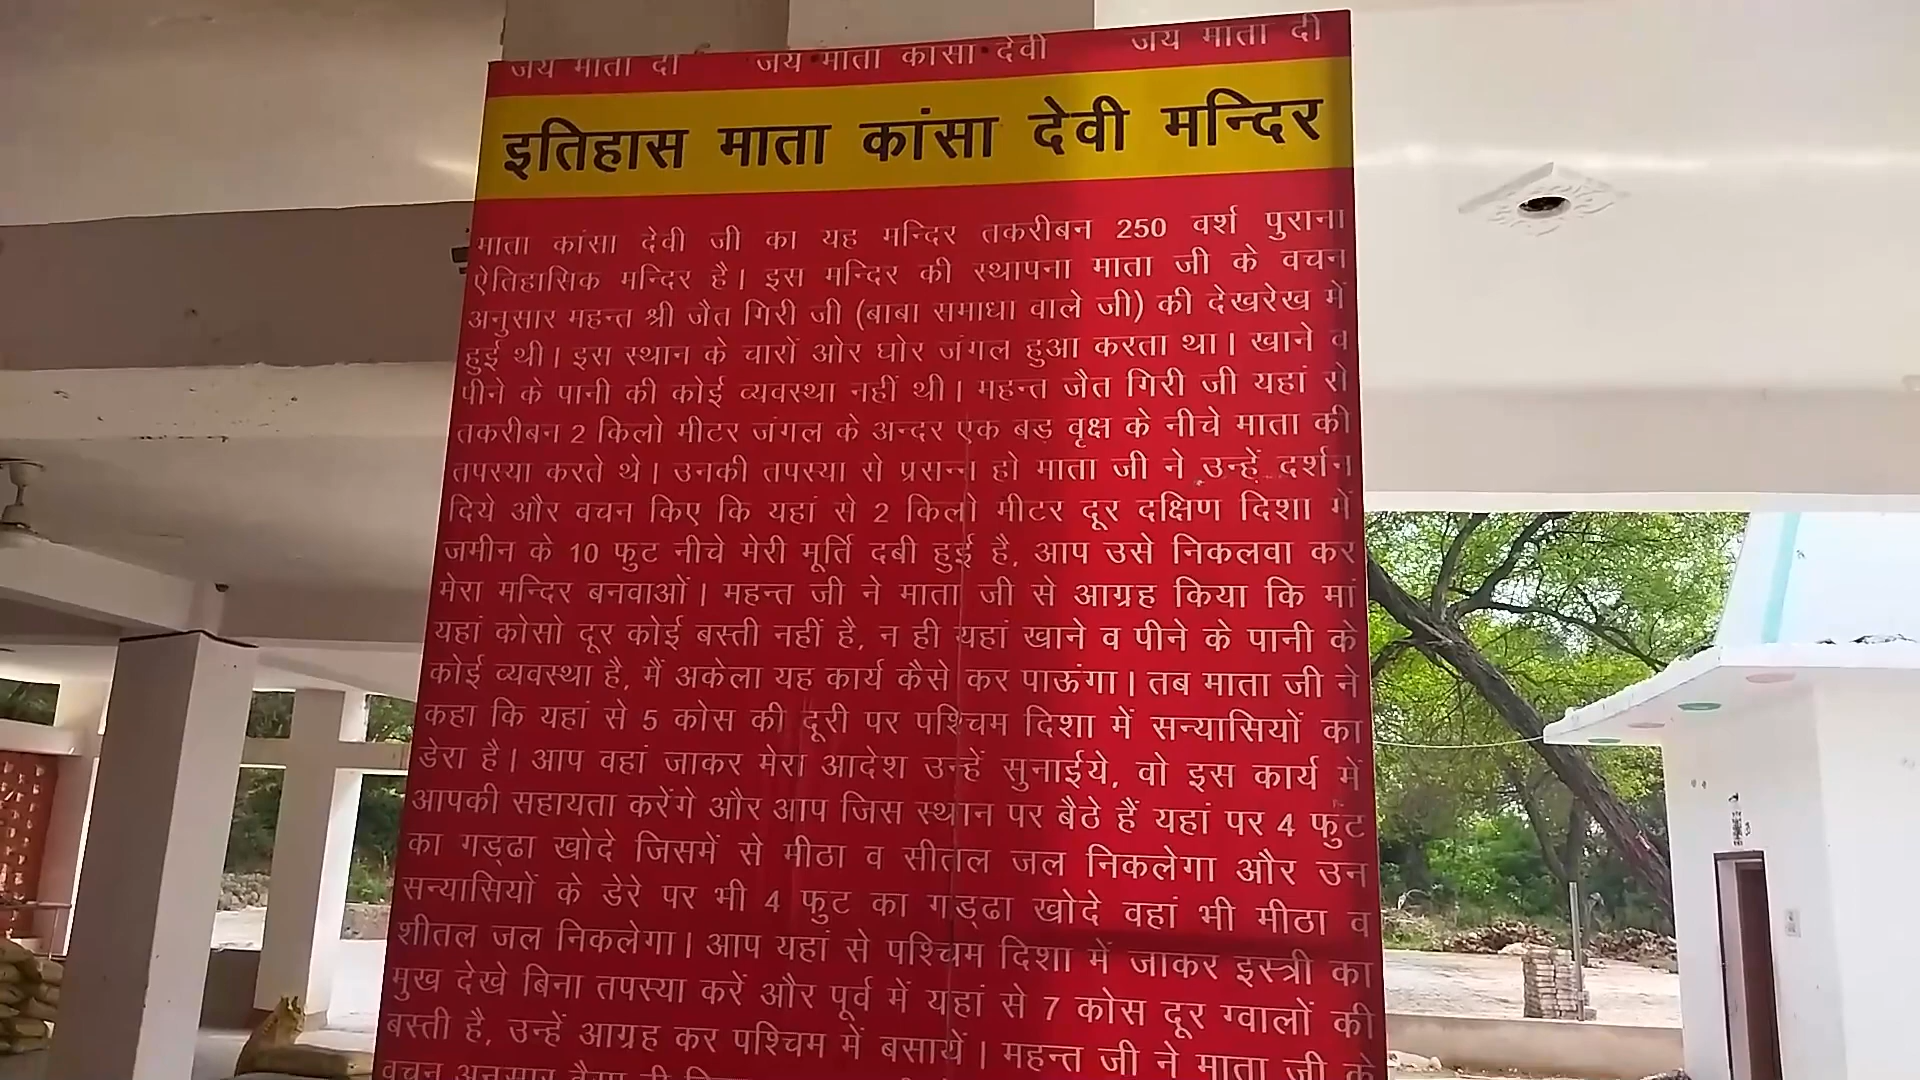 जय माता दी जय माता कांसा देवी जय माता दी
इतिहास माता कांसा देवी मन्दिर
माता कांसा देवी जी का यह मन्दिर तकरीबन 250 वर्श पुराना
ऐतिहासिक मन्दिर है। इस मन्दिर की स्थापना माता जी के वचन
अनुसार महन्त श्री जैत गिरी जी (बाबा समाधा वाले जी) की देखरेख में
हुई थी। इस स्थान के चारों ओर घोर जंगल हुआ करता था। खाने व
पीने के पानी की कोई व्यवस्था नहीं थी। महन्त जैत गिरी जी यहां से
तकरीबन 2 किलो मीटर जंगल के अन्दर एक बड़ वृक्ष के नीचे माता की
तपस्या करते थे। उनकी तपस्या से प्रसन्न हो माता जी ने उन्हें दर्शन
दिये और वचन किए कि यहां से 2 किलो मीटर दूर दक्षिण दिशा में
जमीन के 10 फुट नीचे मेरी मूर्ति दबी हुई है, आप उसे निकलवा कर
मेरा मन्दिर बनवाओं। महन्त जी ने माता जी से आग्रह किया कि मां
यहां कोसो दूर कोई बस्ती नहीं है, न ही यहां खाने व पीने के पानी के
कोई व्यवस्था है, मैं अकेला यह कार्य कैसे कर पाऊंगा। तब माता जी ने
कहा कि यहां से 5 कोस की दूरी पर पश्चिम दिशा में सन्यासियों का
डेरा है। आप वहां जाकर मेरा आदेश उन्हें सुनाईये, वो इस कार्य में
आपकी सहायता करेंगे और आप जिस स्थान पर बैठे हैं यहां पर 4 फुट
का गड्ढा खोदे जिसमें से मीठा व सीतल जल निकलेगा और उन
सन्यासियों के डेरे पर भी 4 फुट का गड्ढा खोदे वहां भी मीठा व
शीतल जल निकलेगा। आप यहां से पश्चिम दिशा में जाकर इस्त्री का
मुख देखे बिना तपस्या करें और पूर्व में यहां से 7 कोस दूर ग्वालों की
बस्ती है, उन्हें आग्रह कर पश्चिम में बसायें। महन्त जी ने माता जी के
वचन अनुसार